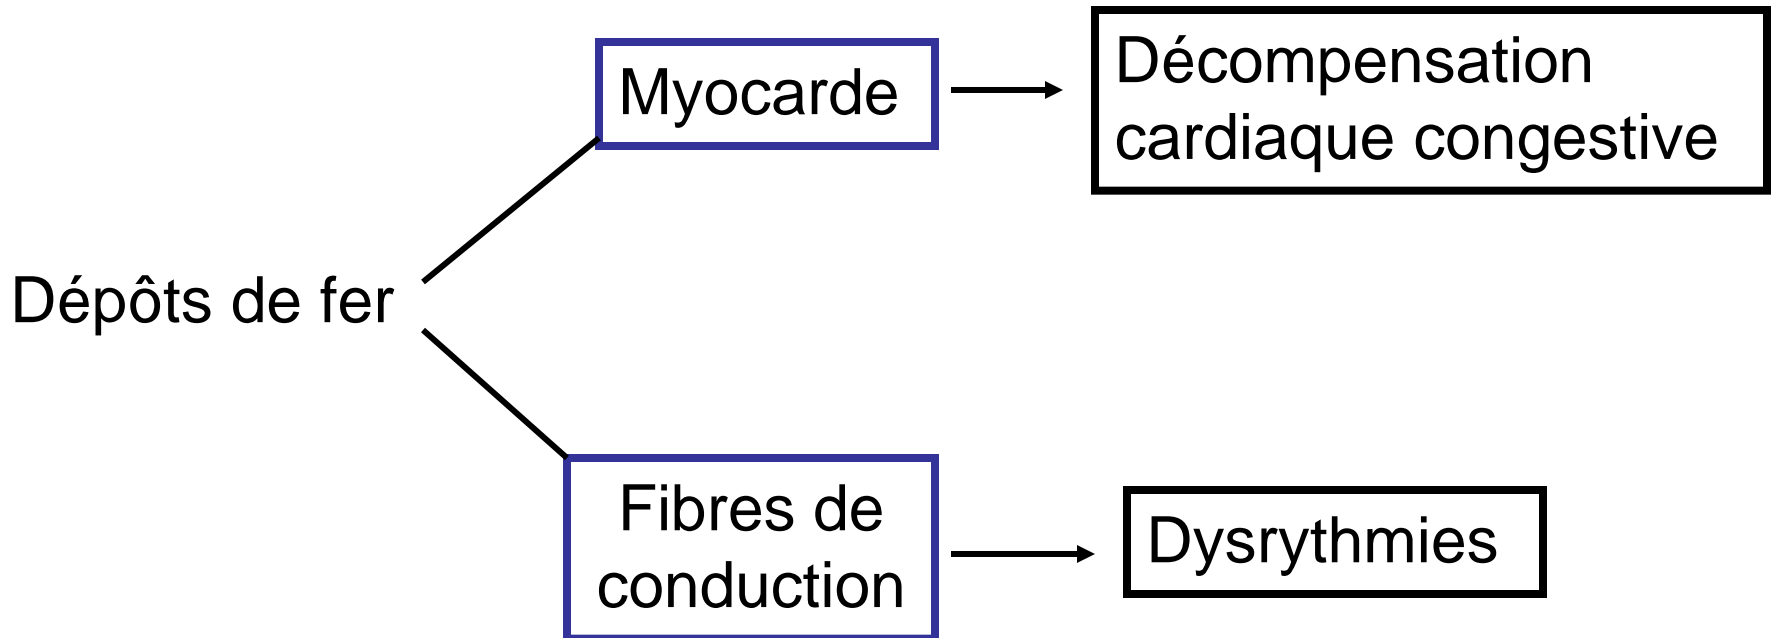 Myocarde
Décompensation
cardiaque congestive
Dépôts de fer
Fibres de
conduction
Dysrythmies